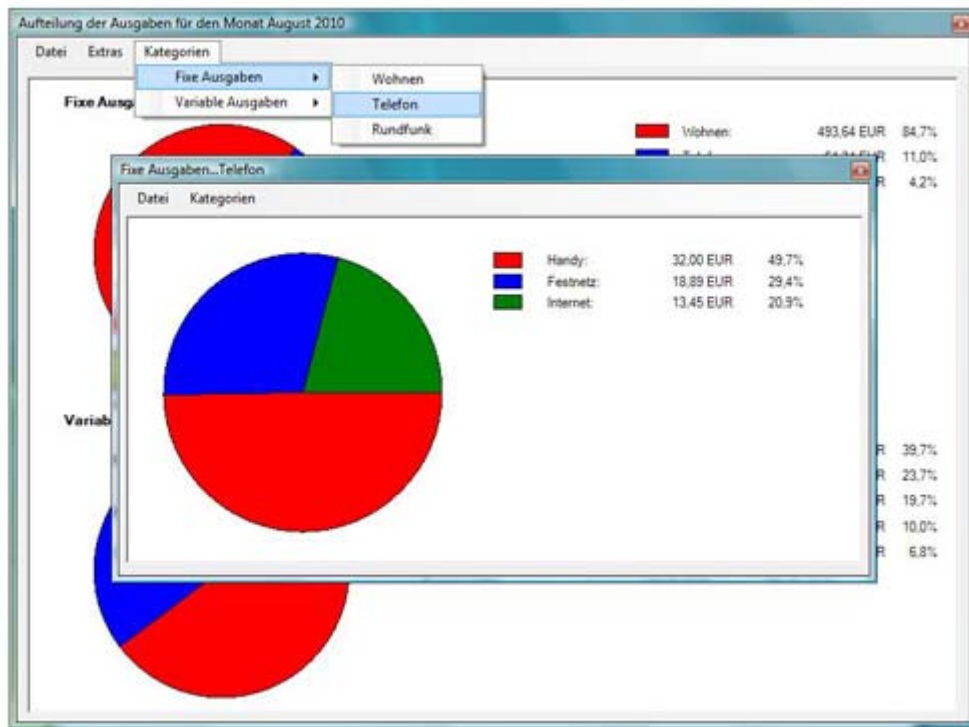 Aufteilung der Ausgaben für den Monat August 2010
Datei Extras Kategorien
Fixe Ausgaben
Variable Ausgaben
Wohnen
Telefon
Rundfunk
Fixe
Wohnen: 493,64 EUR 84,7%
11,0%
4,2%
Fixe Ausgaben...Telefon
Datei Kategorien
Handy: 32,00 EUR 49,7%
Festnetz: 18,89 EUR 29,4%
Internet: 13,45 EUR 20,9%
Variab
R 39,7%
R 23,7%
R 19,7%
R 10,0%
R 6,8%